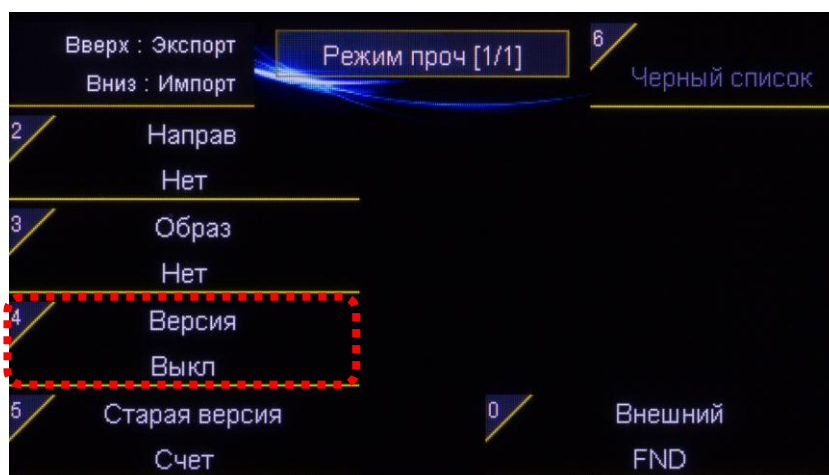 Вверх : Экспорт
Вниз : Импорт
Режим проч [1/1]
6
Черный список
2
Направ
Нет
3
Образ
Нет
4
Версия
Выкл
5
Старая версия
Счет
0
Внешний
FND